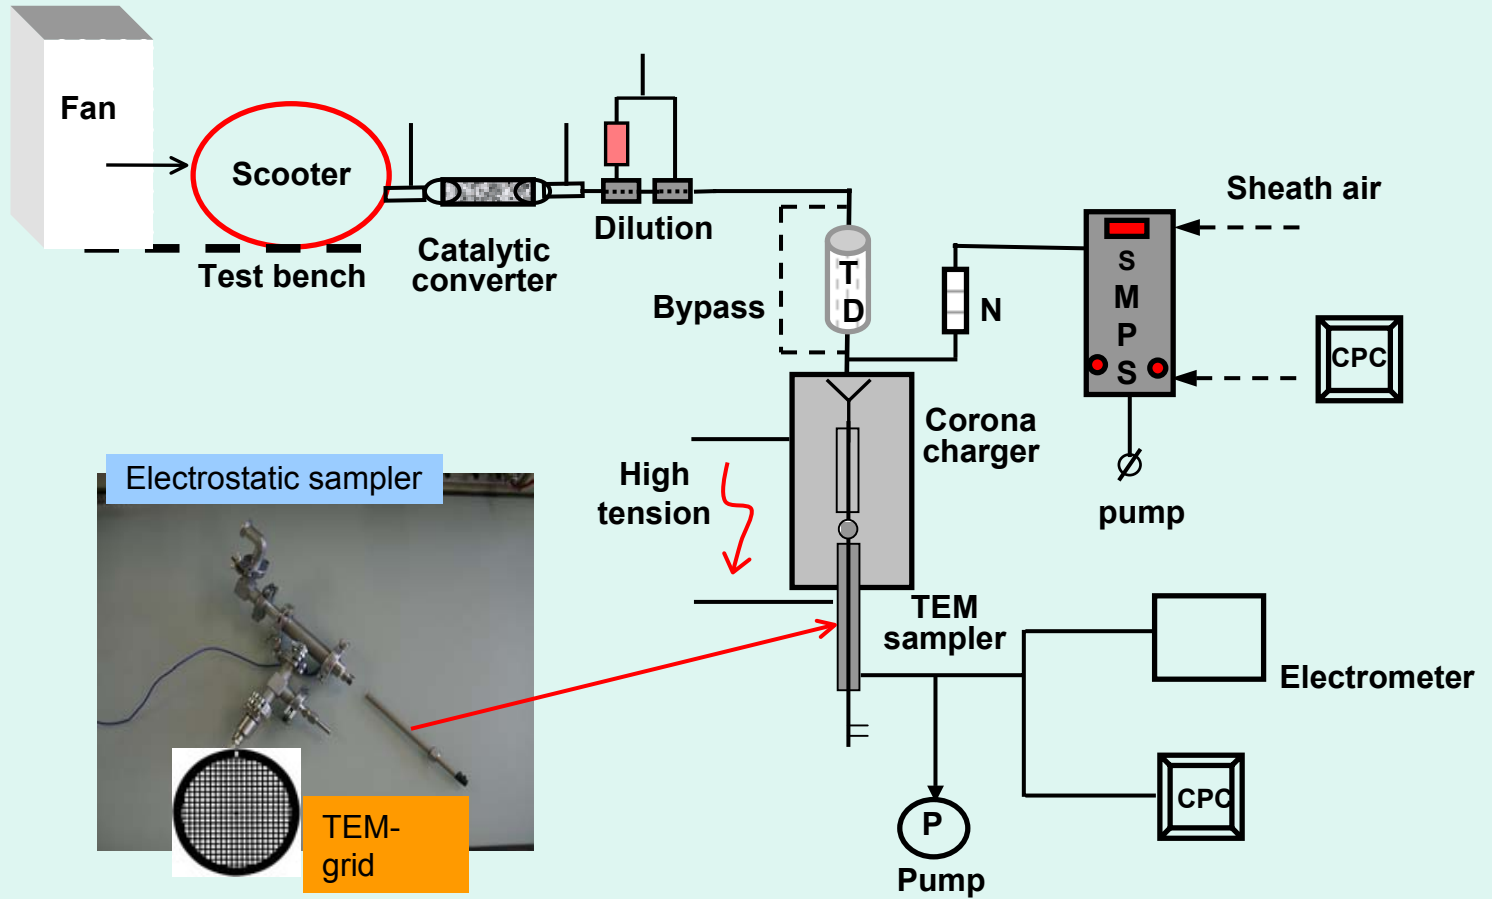 Fan
Scooter
Test bench
Catalytic
converter
Dilution
Bypass
T
D
N
Sheath air
S
M
P
S
CPC
pump
Corona
charger
High
tension
Electrostatic sampler
TEM
sampler
Electrometer
CPC
P
Pump
TEM-
grid